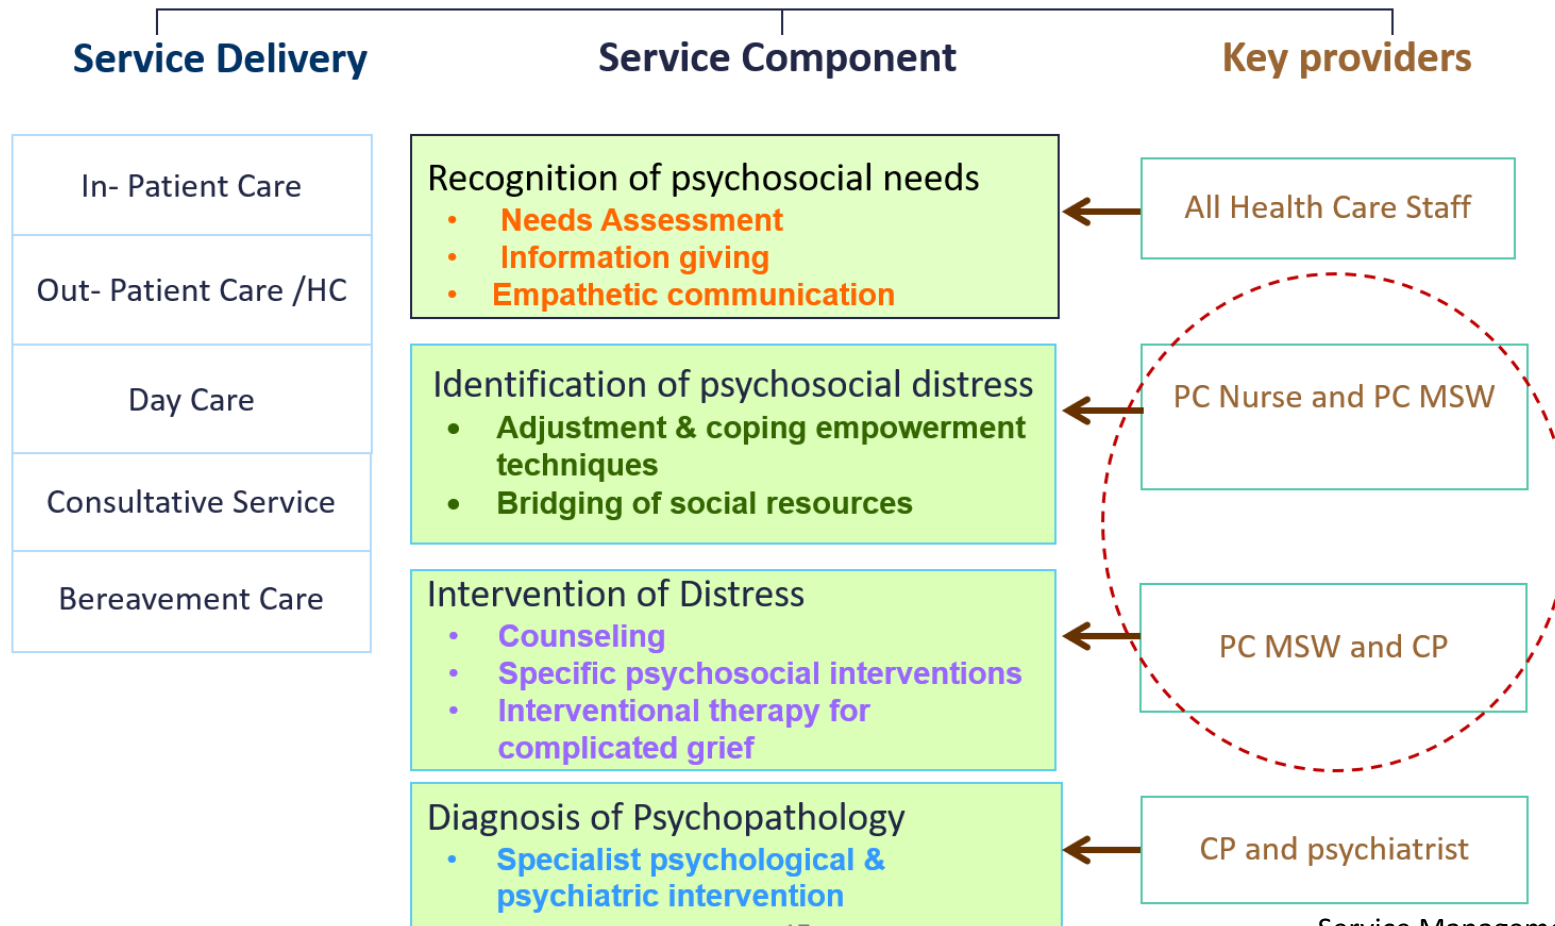 Service Delivery
Service Component
Key providers
In- Patient Care
Out- Patient Care /HC
Day Care
Consultative Service
Bereavement Care
Recognition of psychosocial needs
• Needs Assessment
• Information giving
• Empathetic communication
Identification of psychosocial distress
• Adjustment & coping empowerment
techniques
• Bridging of social resources
Intervention of Distress
• Counseling
• Specific psychosocial interventions
• Interventional therapy for
complicated grief
Diagnosis of Psychopathology
• Specialist psychological &
psychiatric intervention
All Health Care Staff
PC Nurse and PC MSW
PC MSW and CP
CP and psychiatrist
Service